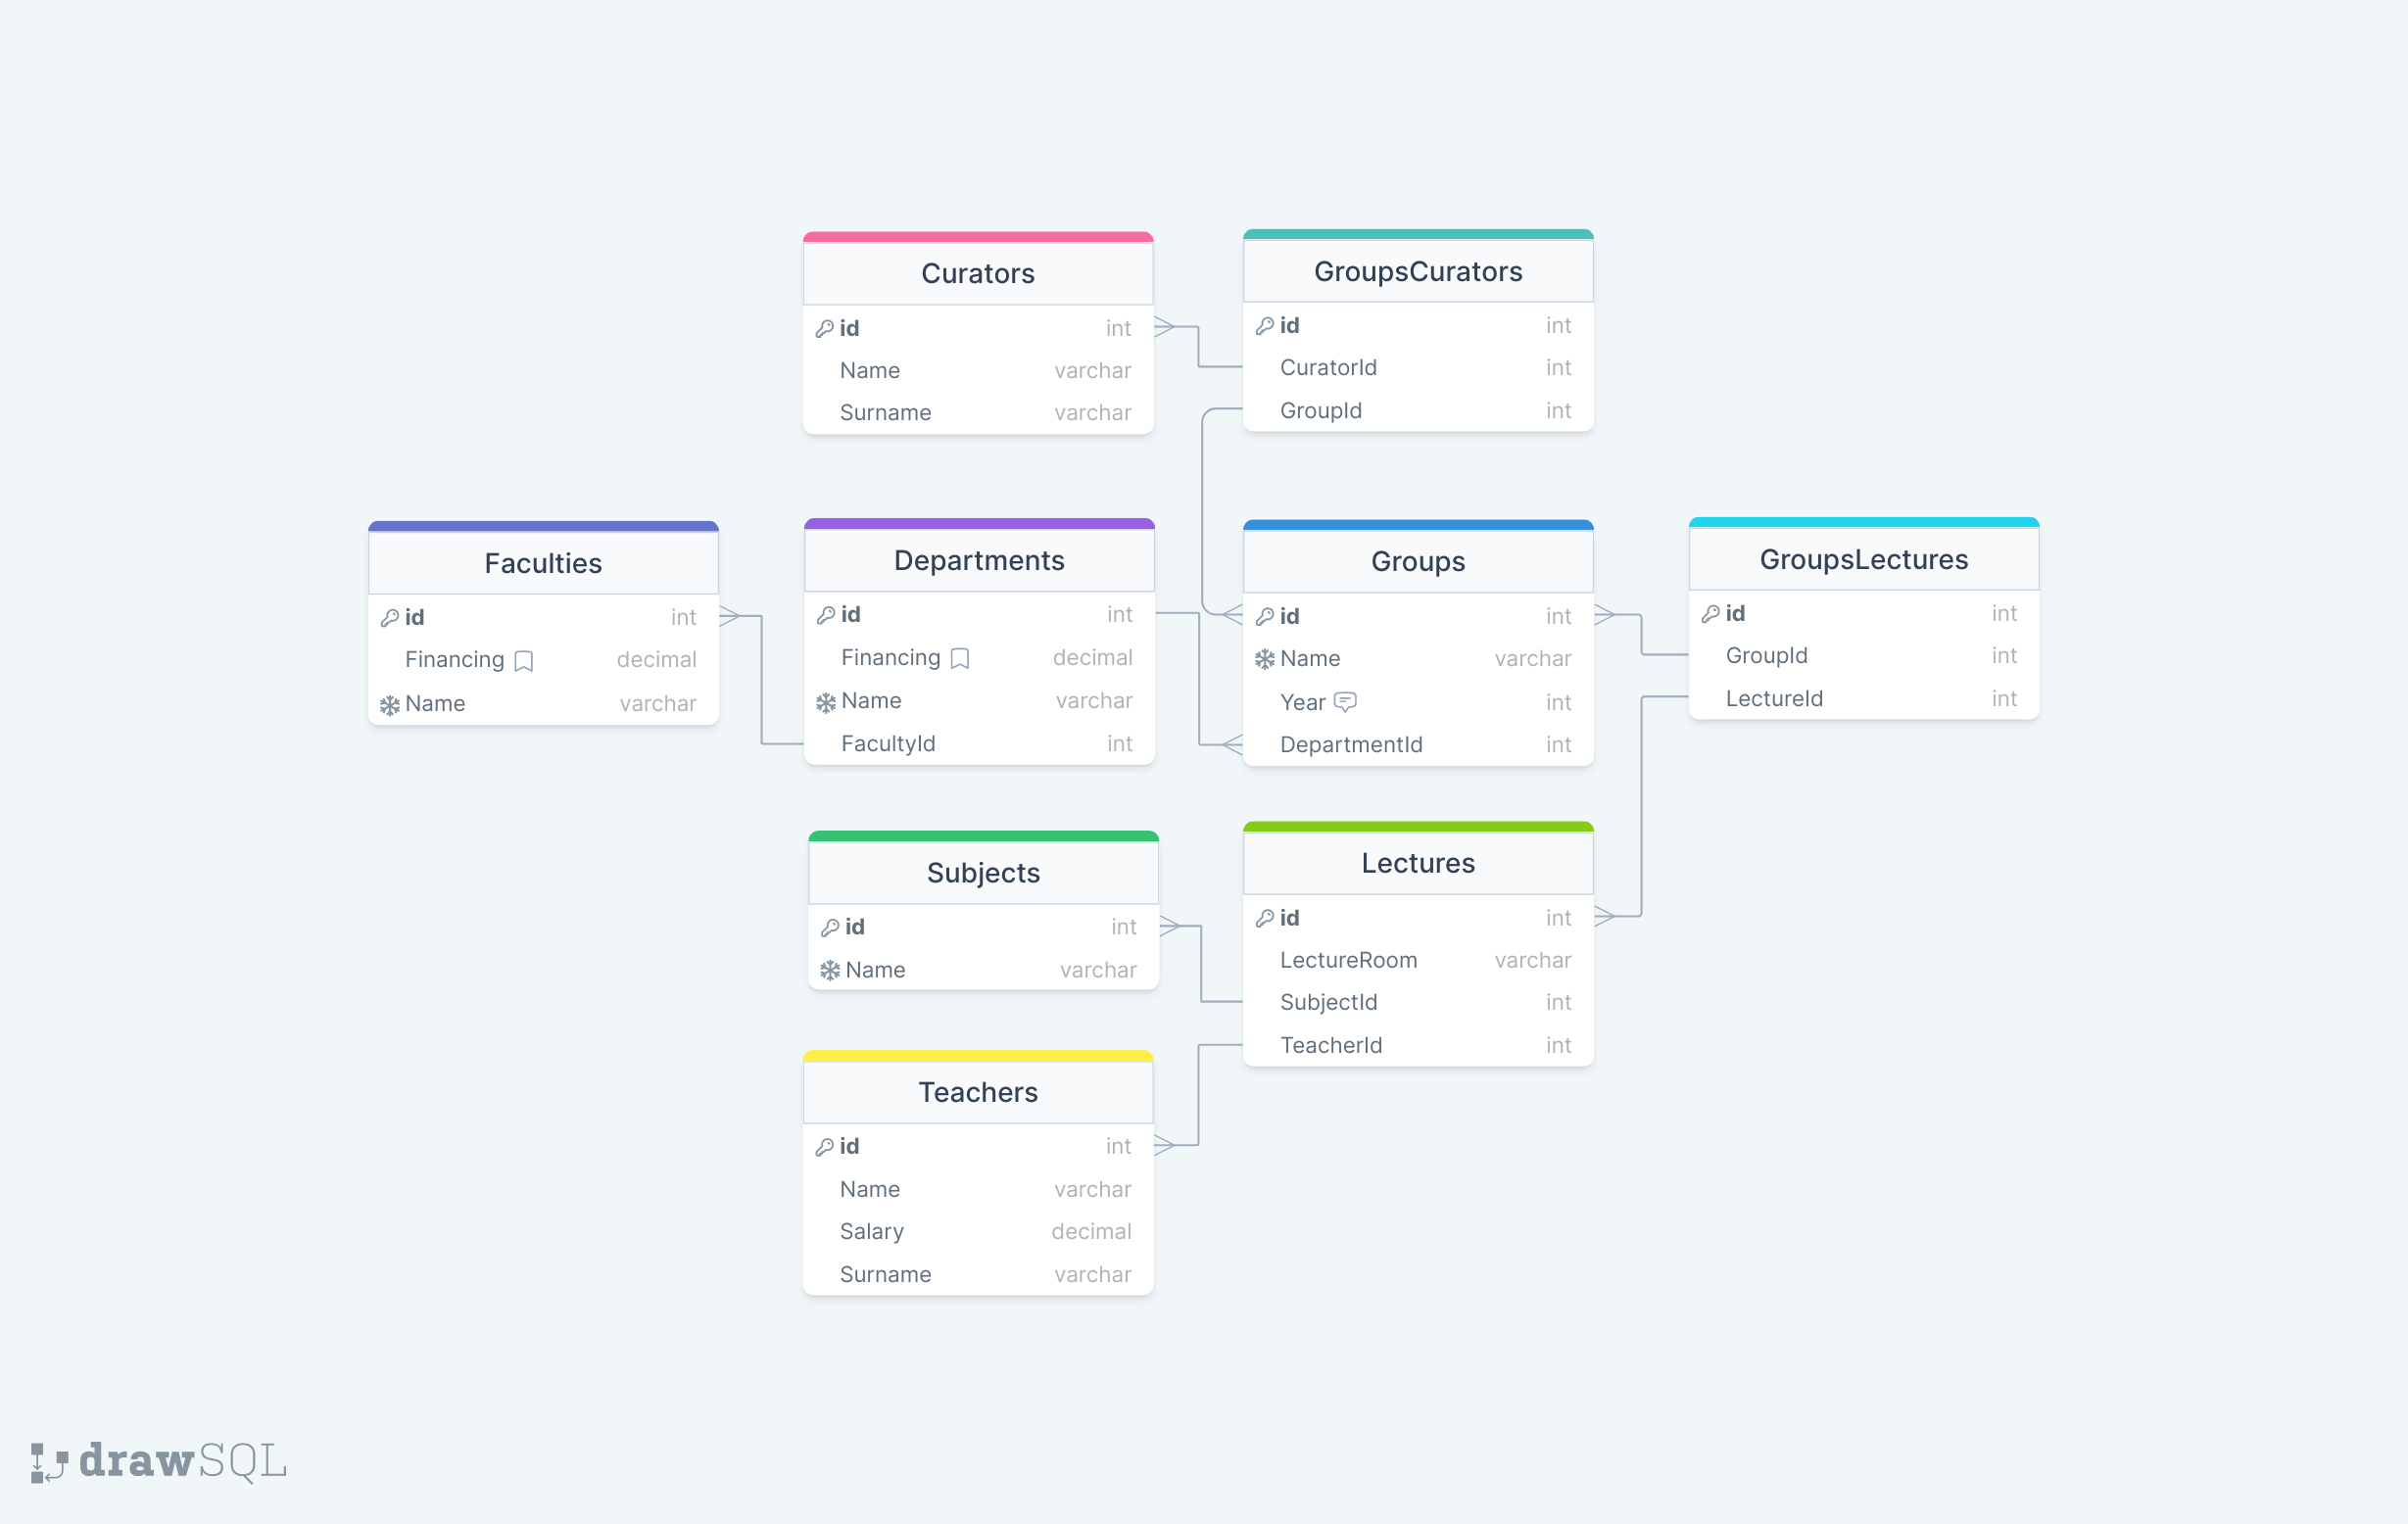 Curators
id int
Name varchar
Surname varchar
GroupsCurators
id int
CuratorId int
GroupId int
Faculties
id int
Financing decimal
Name varchar
Departments
id int
Financing decimal
Name varchar
FacultyId int
Groups
id int
Name varchar
Year int
DepartmentId int
GroupsLectures
id int
GroupId int
LectureId int
Subjects
id int
Name varchar
Lectures
id int
LectureRoom varchar
SubjectId int
TeacherId int
Teachers
id int
Name varchar
Salary decimal
Surname varchar
drawSQL